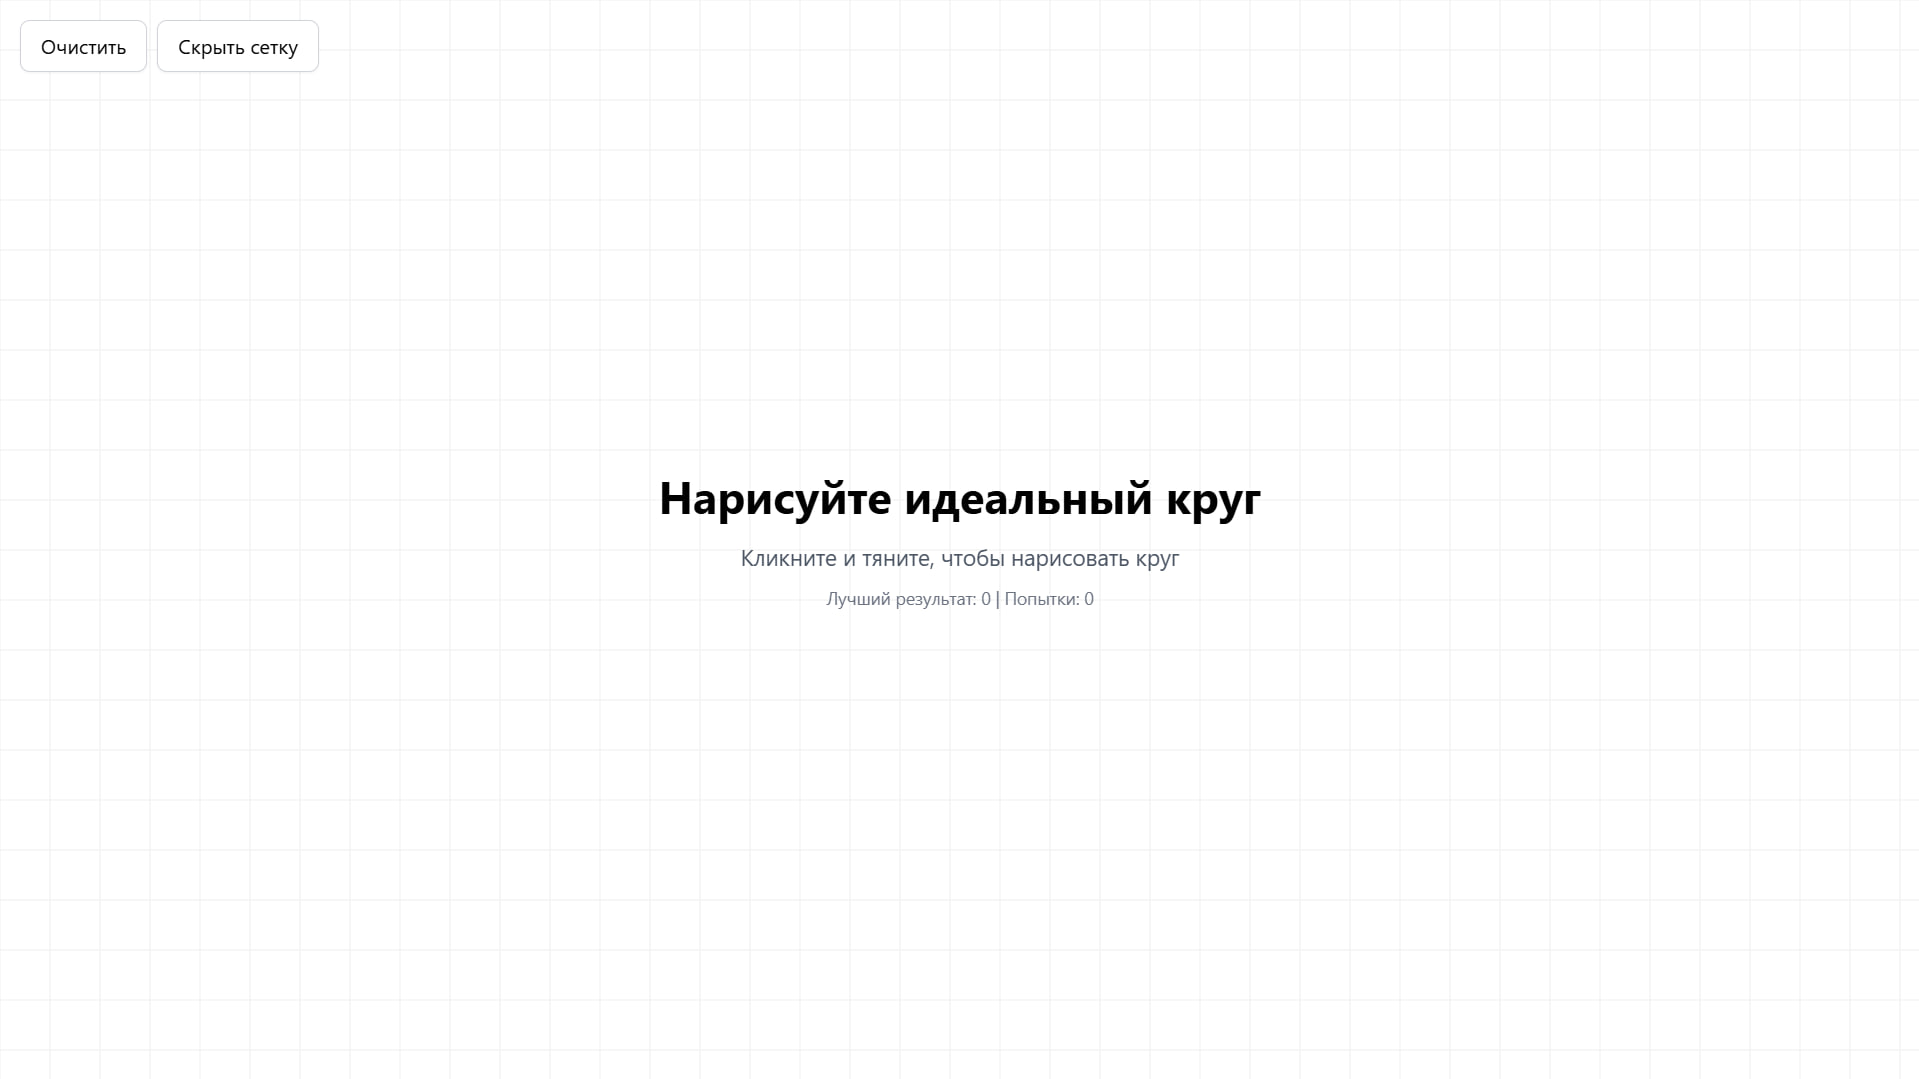 Очистить
Скрыть сетку
Нарисуйте идеальный круг
Кликните и тяните, чтобы нарисовать круг
Лучший результат: 0 | Попытки: 0